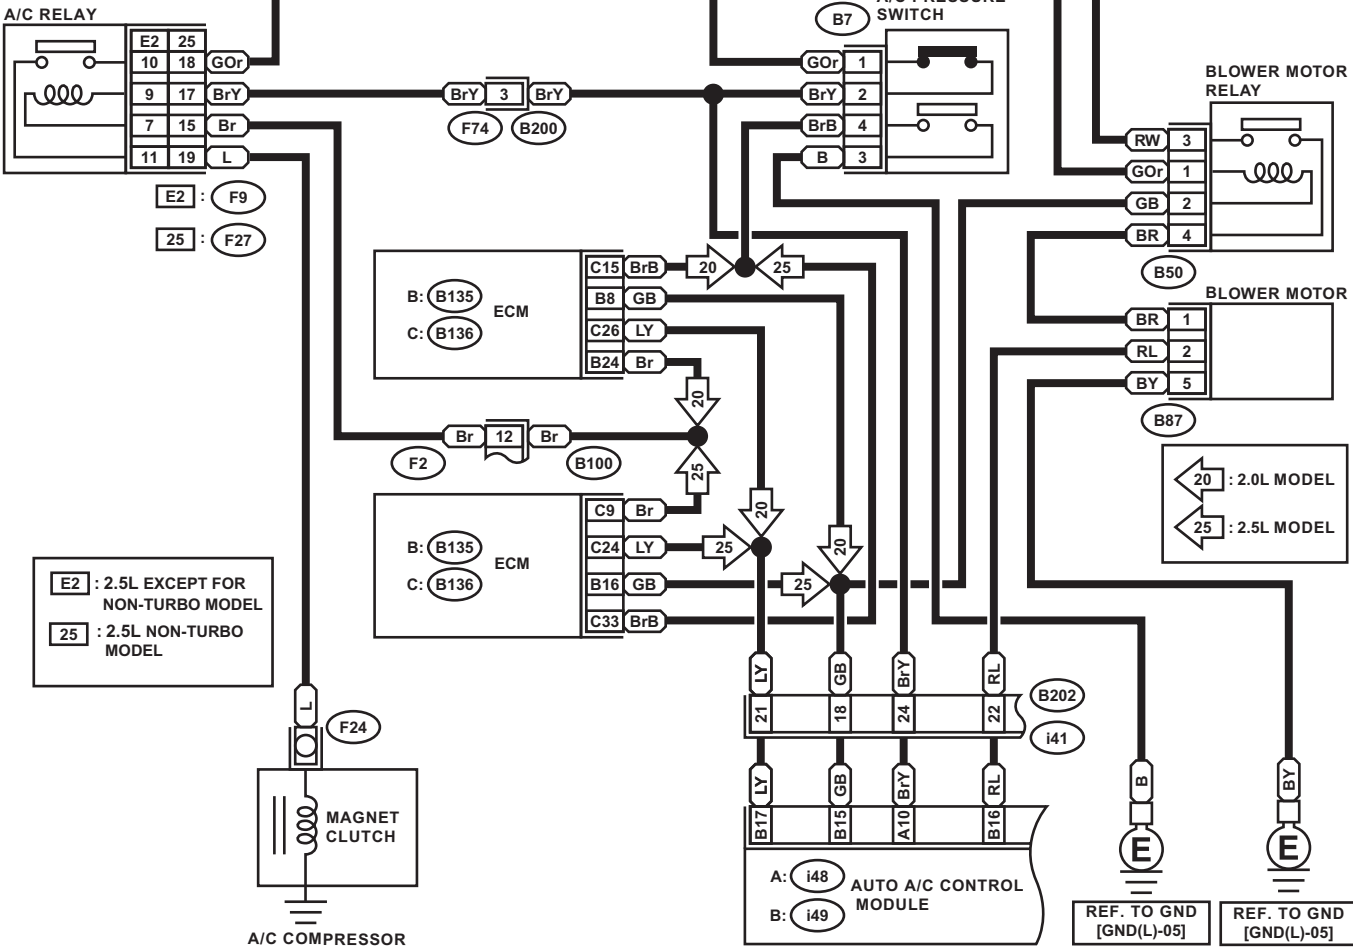 A/C RELAY
E2 25
10 18 GOr
9 17 BrY
7 15 Br
11 19 L
E2 : F9
25 : F27
BrY 3 BrY
F74 B200
B7
SWITCH
GOr 1
BrY 2
BrB 4
B 3
BLOWER MOTOR
RELAY
RW 3
GOr 1
GB 2
BR 4
B50
BLOWER MOTOR
BR 1
RL 2
BY 5
B87
20 : 2.0L MODEL
25 : 2.5L MODEL
B: B135
C: B136
ECM
C15 BrB
B8 GB
C26 LY
B24 Br
20
25
20
Br 12 Br
F2 B100
25
B: B135
C: B136
ECM
C9 Br
C24 LY
B16 GB
C33 BrB
25
20
25
20
E2 : 2.5L EXCEPT FOR
NON-TURBO MODEL
25 : 2.5L NON-TURBO
MODEL
L
F24
MAGNET
CLUTCH
A/C COMPRESSOR
LY GB BrY RL
21 18 24 22
B202
i41
LY GB BrY RL
B17 B15 A10 B16
A: i48
B: i49
AUTO A/C CONTROL
MODULE
B
E
REF. TO GND
[GND(L)-05]
BY
E
REF. TO GND
[GND(L)-05]